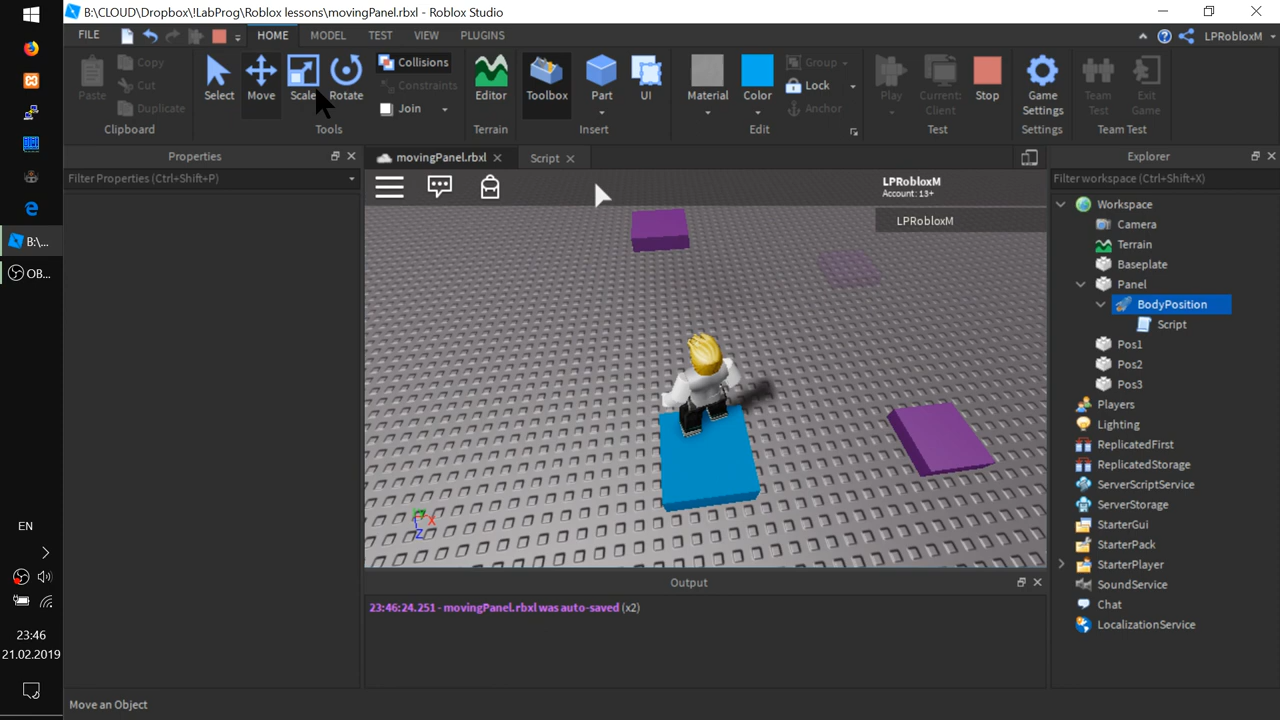 B:\CLOUD\Dropbox\!LabProg\Roblox lessons\movingPanel.rbxl - Roblox Studio
FILE HOME MODEL TEST VIEW PLUGINS LPRobloxM
Paste Copy Cut Duplicate
Clipboard
Select Move Scale Rotate Collisions Constraints Join
Tools
Editor
Terrain
Toolbox Part UI
Insert
Material Color Group Lock Anchor
Edit
Play Current: Client Stop
Test
Game Settings
Settings
Team Test Exit Game
Team Test
Properties
Filter Properties (Ctrl+Shift+P)
movingPanel.rbxl Script
LPRobloxM
Account: 13+
LPRobloxM
X
Z
Output
23:46:24.251 - movingPanel.rbxl was auto-saved (x2)
Explorer
Filter workspace (Ctrl+Shift+X)
Workspace
Camera
Terrain
Baseplate
Panel
BodyPosition
Script
Pos1
Pos2
Pos3
Players
Lighting
ReplicatedFirst
ReplicatedStorage
ServerScriptService
ServerStorage
StarterGui
StarterPack
StarterPlayer
SoundService
Chat
LocalizationService
B:\...
OB...
EN
23:46
21.02.2019
Move an Object